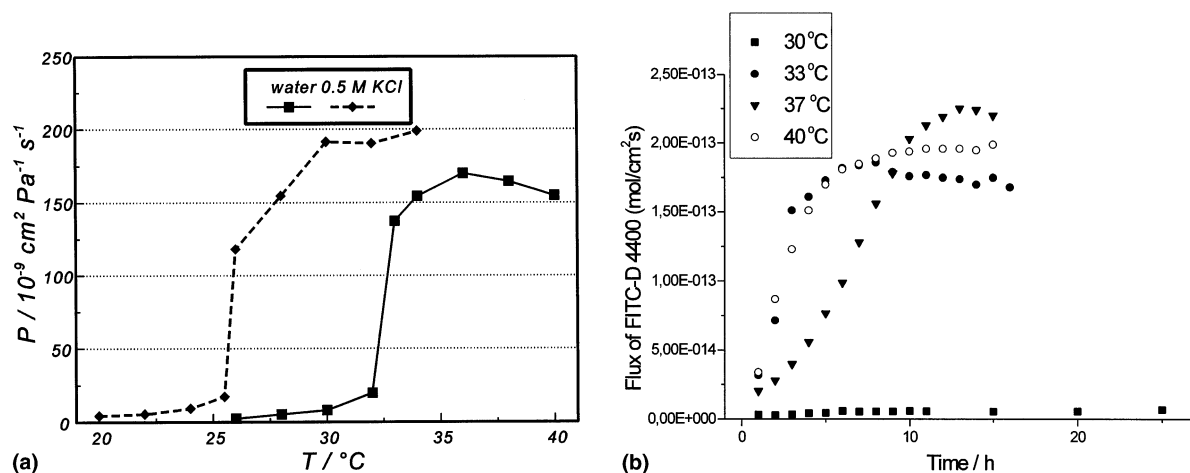 250
200
150
100
50
0
P / 10⁻⁹ cm² Pa⁻¹ s⁻¹
water 0.5 M KCl
20 25 30 35 40
T / °C
(a)
30°C
33°C
37°C
40°C
2,50E-013
2,00E-013
1,50E-013
1,00E-013
5,00E-014
0,00E+000
Flux of FITC-D 4400 (mol/cm²s)
0 10 20
Time / h
(b)